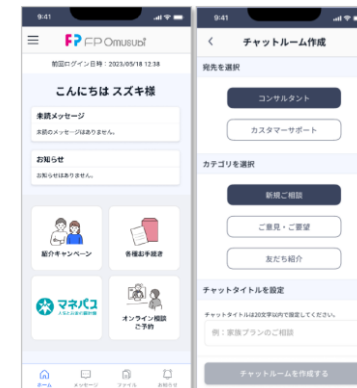 9:41
FP OMUSUBI
前回ログイン日時：2023/05/18 12:38
こんにちは スズキ様
未読メッセージ
未読のメッセージはありません。
お知らせ
お知らせはありません。
紹介キャンペーン
各種お手続き
マネパス
オンライン相談
ご予約
ホーム
メッセージ
ファイル
お知らせ
9:41
チャットルーム作成
宛先を選択
コンサルタント
カスタマーサポート
カテゴリを選択
新規ご相談
ご意見・ご要望
友だち紹介
チャットタイトルを設定
チャットタイトルは20文字以内で設定してください。
例：家族プランのご相談
チャットルームを作成する